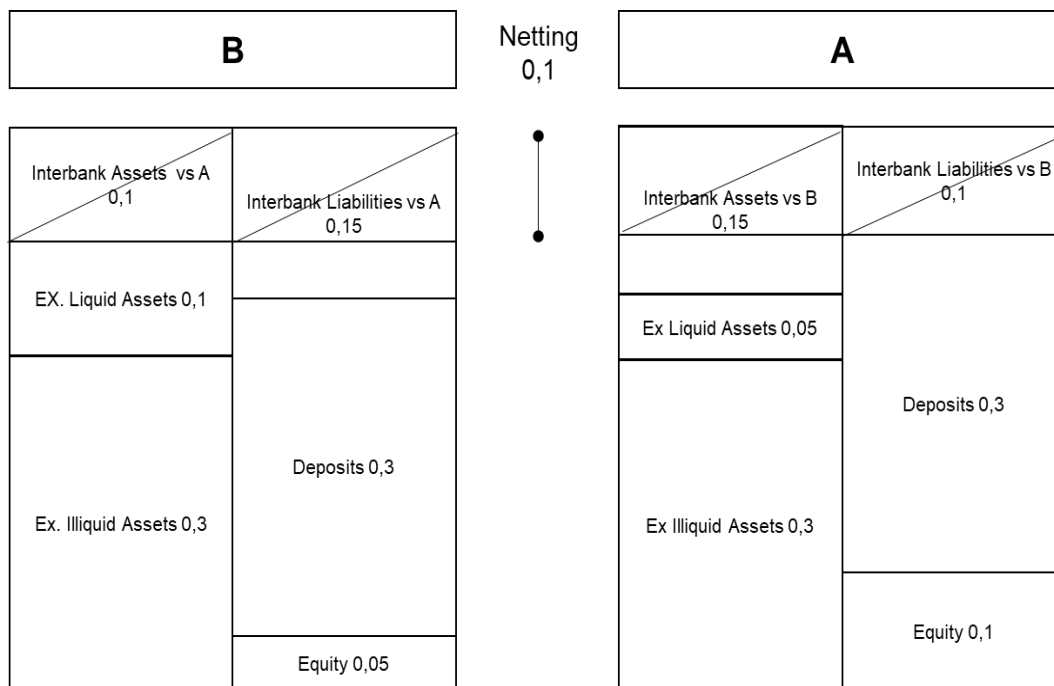 B
Netting
0,1
A
Interbank Assets  vs A
0,1
Interbank Liabilities vs A
0,15
EX. Liquid Assets 0,1
Ex. Illiquid Assets 0,3
Deposits 0,3
Equity 0,05
Interbank Assets vs B
0,15
Interbank Liabilities vs B
0,1
Ex Liquid Assets 0,05
Ex Illiquid Assets 0,3
Deposits 0,3
Equity 0,1